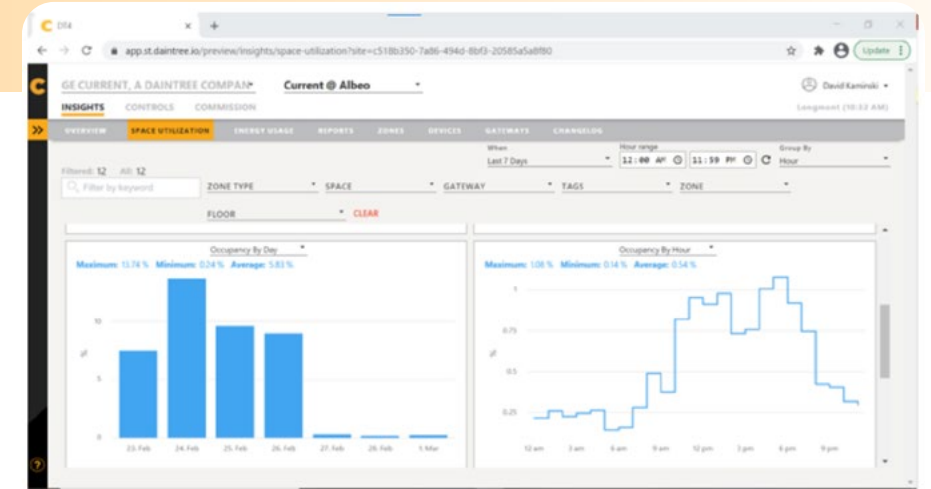 DT4
app.st.daintree.io/preview/insights/space-utilization?site=c518b350-7ad6-494d-8bf3-20585a5a8f80
Update
GE CURRENT, A DAINTREE COMPAN
Current @ Albeo
David Kaminski
INSIGHTS CONTROLS COMMISSION
Longmont (10:32 AM)
OVERVIEW SPACE UTILIZATION ENERGY USAGE REPORTS ZONES DEVICES GATEWAYS CHANGELOG
When Hour range Group By
Last 7 Days 12:00 AM 11:59 PM Hour
Filtered: 12 All: 12
Filter by keyword ZONE TYPE SPACE GATEWAY TAGS ZONE
FLOOR CLEAR
Occupancy By Day
Maximum: 13.74 % Minimum: 0.24 % Average: 5.83 %
10
%
5
0
23. Feb 24. Feb 25. Feb 26. Feb 27. Feb 28. Feb 1. Mar
Occupancy By Hour
Maximum: 1.08 % Minimum: 0.14 % Average: 0.54 %
1
0.75
%
0.5
0.25
12 am 3 am 6 am 9 am 12 pm 3 pm 6 pm 9 pm
?